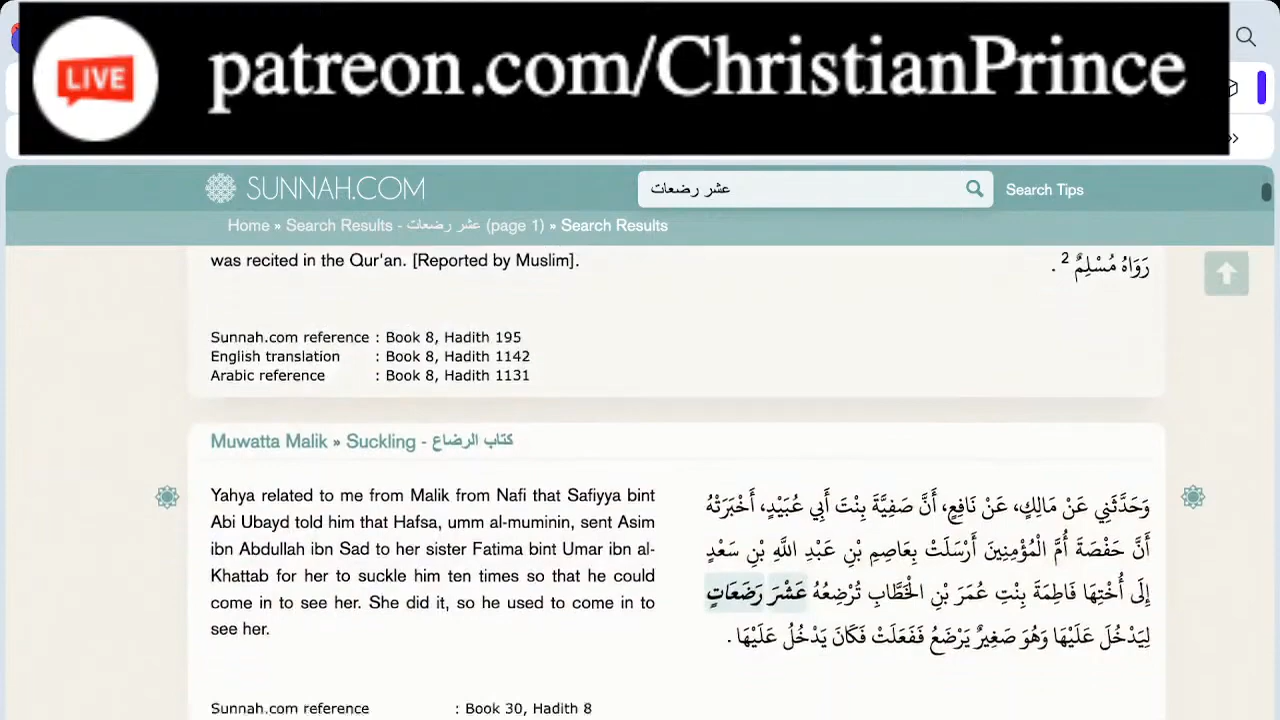 LIVE
patreon.com/ChristianPrince
SUNNAH.COM
عشر رضعات
Search Tips
Home » Search Results - عشر رضعات (page 1) » Search Results
was recited in the Qur'an. [Reported by Muslim].
رَوَاهُ مُسْلِمٌ 2 .
Sunnah.com reference : Book 8, Hadith 195
English translation : Book 8, Hadith 1142
Arabic reference : Book 8, Hadith 1131
Muwatta Malik » Suckling - كتاب الرضاع
Yahya related to me from Malik from Nafi that Safiyya bint
Abi Ubayd told him that Hafsa, umm al-muminin, sent Asim
ibn Abdullah ibn Sad to her sister Fatima bint Umar ibn al-
Khattab for her to suckle him ten times so that he could
come in to see her. She did it, so he used to come in to
see her.
وَحَدَّثَنِي عَنْ مَالِكٍ، عَنْ نَافِعٍ، أَنَّ صَفِيَّةَ بِنْتَ أَبِي عُبَيْدٍ، أَخْبَرَتْهُ
أَنَّ حَفْصَةَ أُمَّ الْمُؤْمِنِينَ أَرْسَلَتْ بِعَاصِمِ بْنِ عَبْدِ اللَّهِ بْنِ سَعْدٍ
إِلَى أُخْتِهَا فَاطِمَةَ بِنْتِ عُمَرَ بْنِ الْخَطَّابِ تُرْضِعُهُ عَشْرَ رَضَعَاتٍ
لِيَدْخُلَ عَلَيْهَا وَهُوَ صَغِيرٌ يَرْضَعُ فَفَعَلَتْ فَكَانَ يَدْخُلُ عَلَيْهَا .
Sunnah.com reference : Book 30, Hadith 8